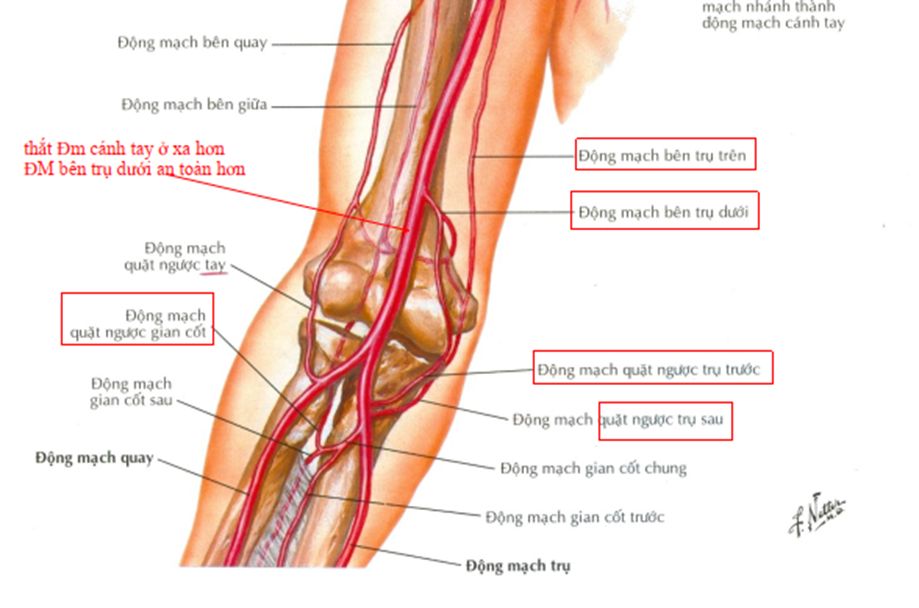 mạch nhánh thành
động mạch cánh tay
Động mạch bên quay
Động mạch bên giữa
thắt Đm cánh tay ở xa hơn
ĐM bên trụ dưới an toàn hơn
Động mạch bên trụ trên
Động mạch bên trụ dưới
Động mạch
quặt ngược tay
Động mạch
quặt ngược gian cốt
Động mạch quặt ngược trụ trước
Động mạch
gian cốt sau
Động mạch quặt ngược trụ sau
Động mạch quay
Động mạch gian cốt chung
Động mạch gian cốt trước
Động mạch trụ
F. Netter